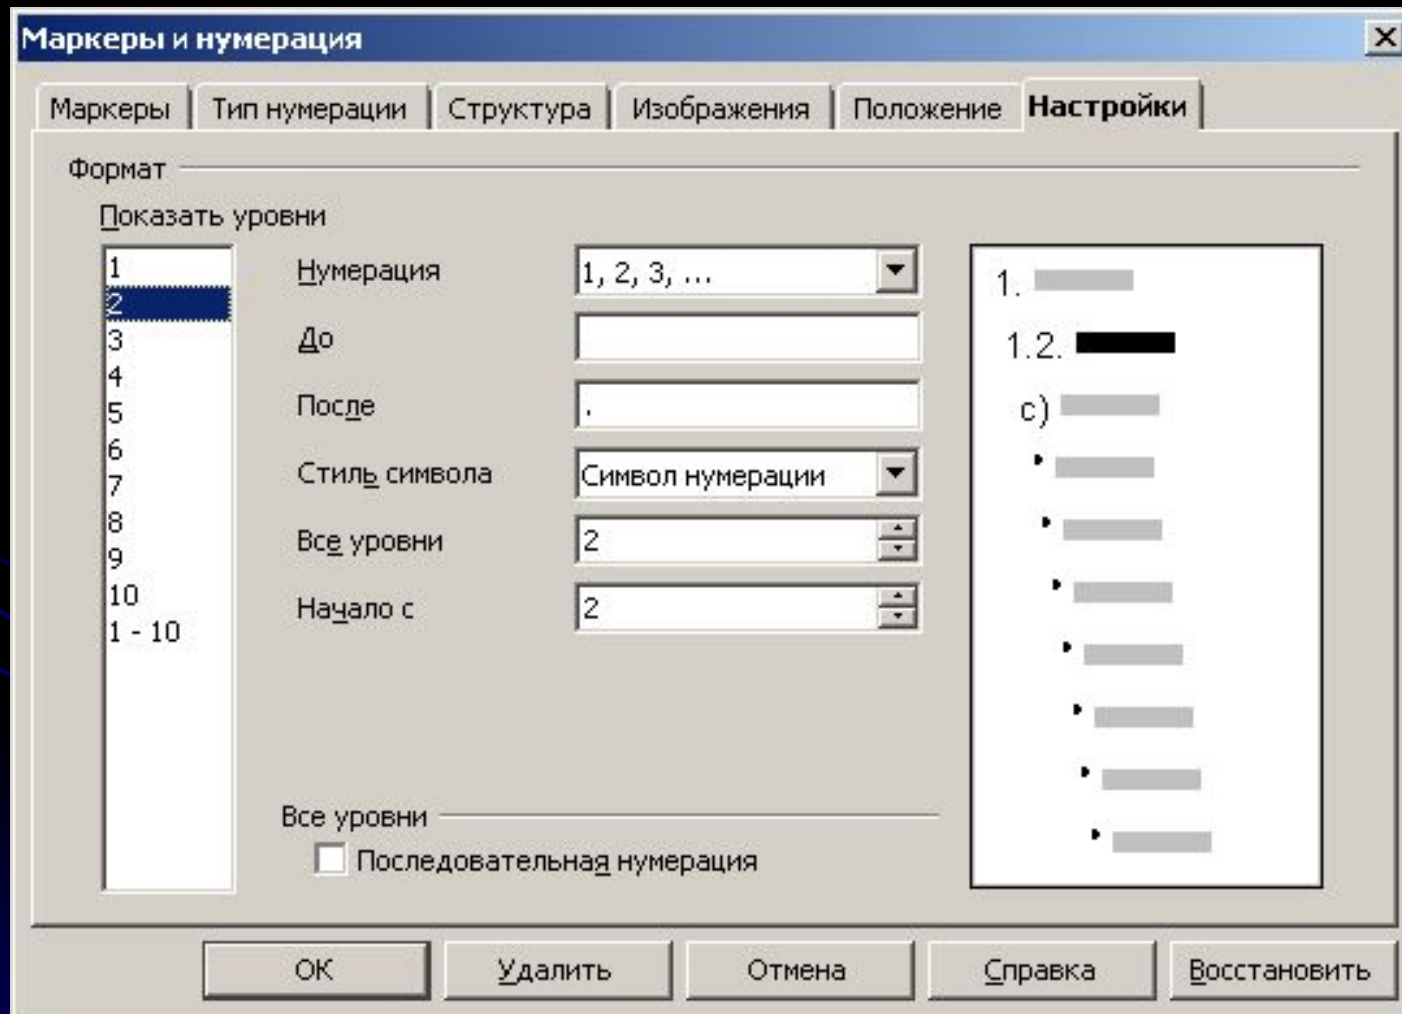 Маркеры и нумерация
Маркеры Тип нумерации Структура Изображения Положение Настройки
Формат
Показать уровни
1
2
3
4
5
6
7
8
9
10
1 - 10
Нумерация 1, 2, 3, ...
До
После .
Стиль символа Символ нумерации
Все уровни 2
Начало с 2
Все уровни
Последовательная нумерация
1.
1.2.
c)
ОК Удалить Отмена Справка Восстановить